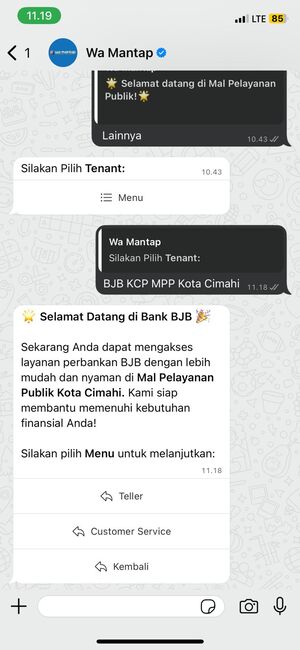 11.19
LTE 85
1
WA MANTAP
Wa Mantap
🌟 Selamat datang di Mal Pelayanan
Publik!🌟
Lainnya
10.43
Silakan Pilih Tenant:
10.43
Menu
Wa Mantap
Silakan Pilih Tenant:
BJB KCP MPP Kota Cimahi
11.18
🌟 Selamat Datang di Bank BJB 🎉
Sekarang Anda dapat mengakses
layanan perbankan BJB dengan lebih
mudah dan nyaman di Mal Pelayanan
Publik Kota Cimahi. Kami siap
membantu memenuhi kebutuhan
finansial Anda!
Silakan pilih Menu untuk melanjutkan:
11.18
Teller
Customer Service
Kembali